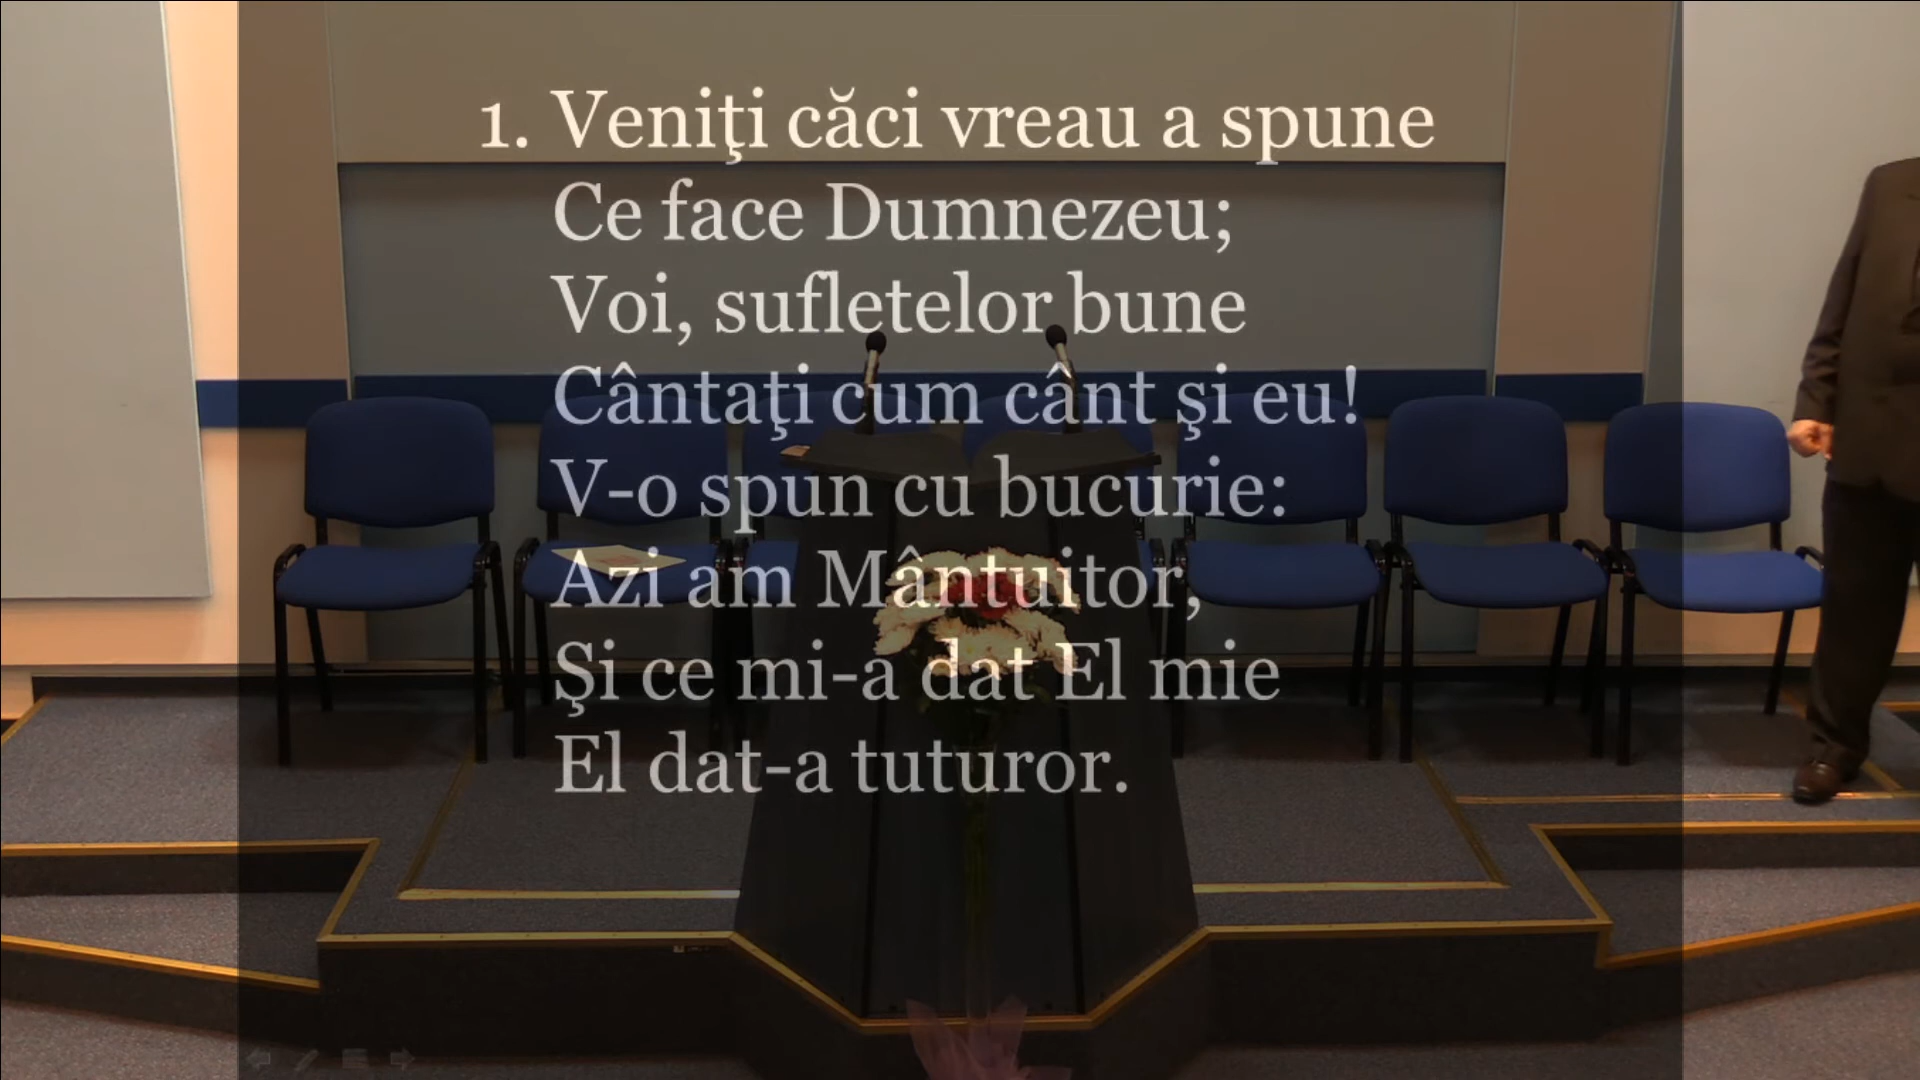 1. Veniţi căci vreau a spune
Ce face Dumnezeu;
Voi, sufletelor bune
Cântaţi cum cânt şi eu!
V-o spun cu bucurie:
Azi am Mântuitor,
Şi ce mi-a dat El mie
El dat-a tuturor.